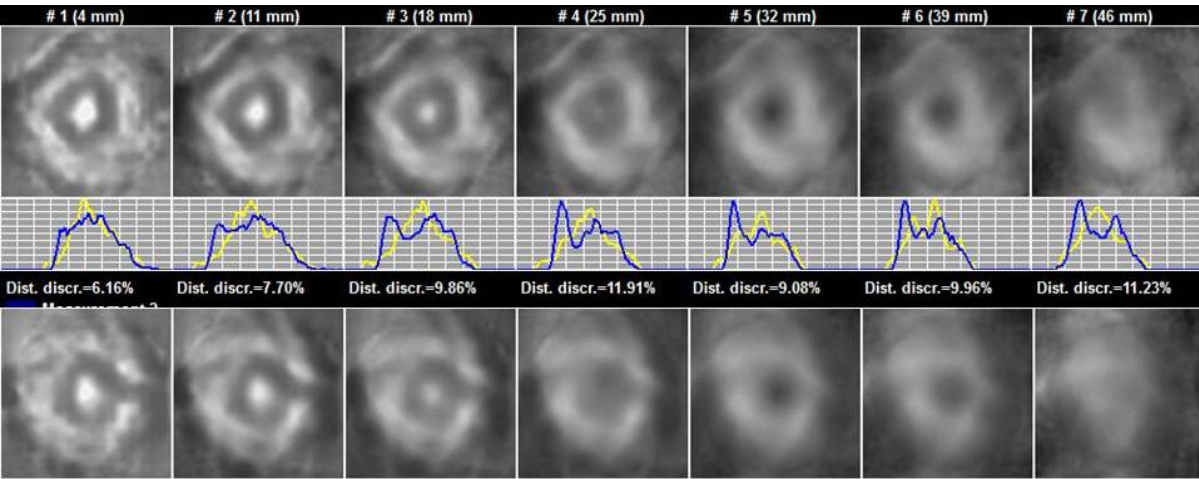 # 1 (4 mm) # 2 (11 mm) # 3 (18 mm) # 4 (25 mm) # 5 (32 mm) # 6 (39 mm) # 7 (46 mm)
Dist. discr.=6.16% Dist. discr.=7.70% Dist. discr.=9.86% Dist. discr.=11.91% Dist. discr.=9.08% Dist. discr.=9.96% Dist. discr.=11.23%